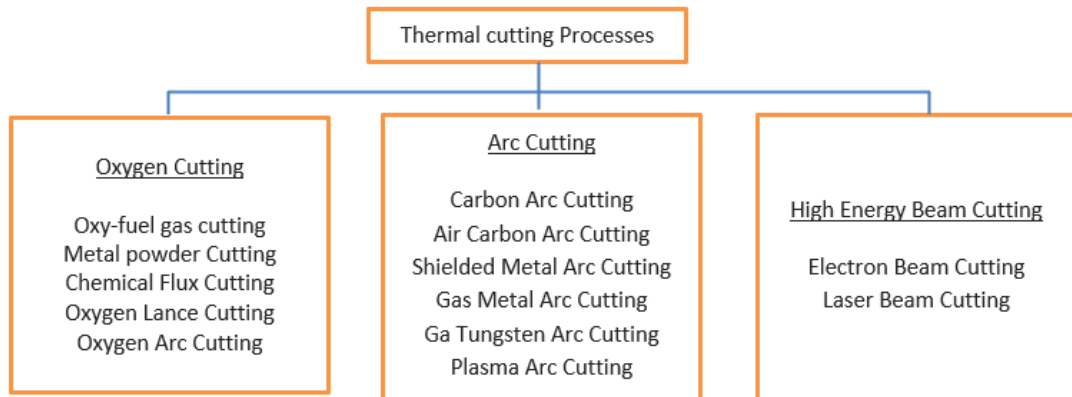 Thermal cutting Processes
Oxygen Cutting
Oxy-fuel gas cutting
Metal powder Cutting
Chemical Flux Cutting
Oxygen Lance Cutting
Oxygen Arc Cutting
Arc Cutting
Carbon Arc Cutting
Air Carbon Arc Cutting
Shielded Metal Arc Cutting
Gas Metal Arc Cutting
Ga Tungsten Arc Cutting
Plasma Arc Cutting
High Energy Beam Cutting
Electron Beam Cutting
Laser Beam Cutting